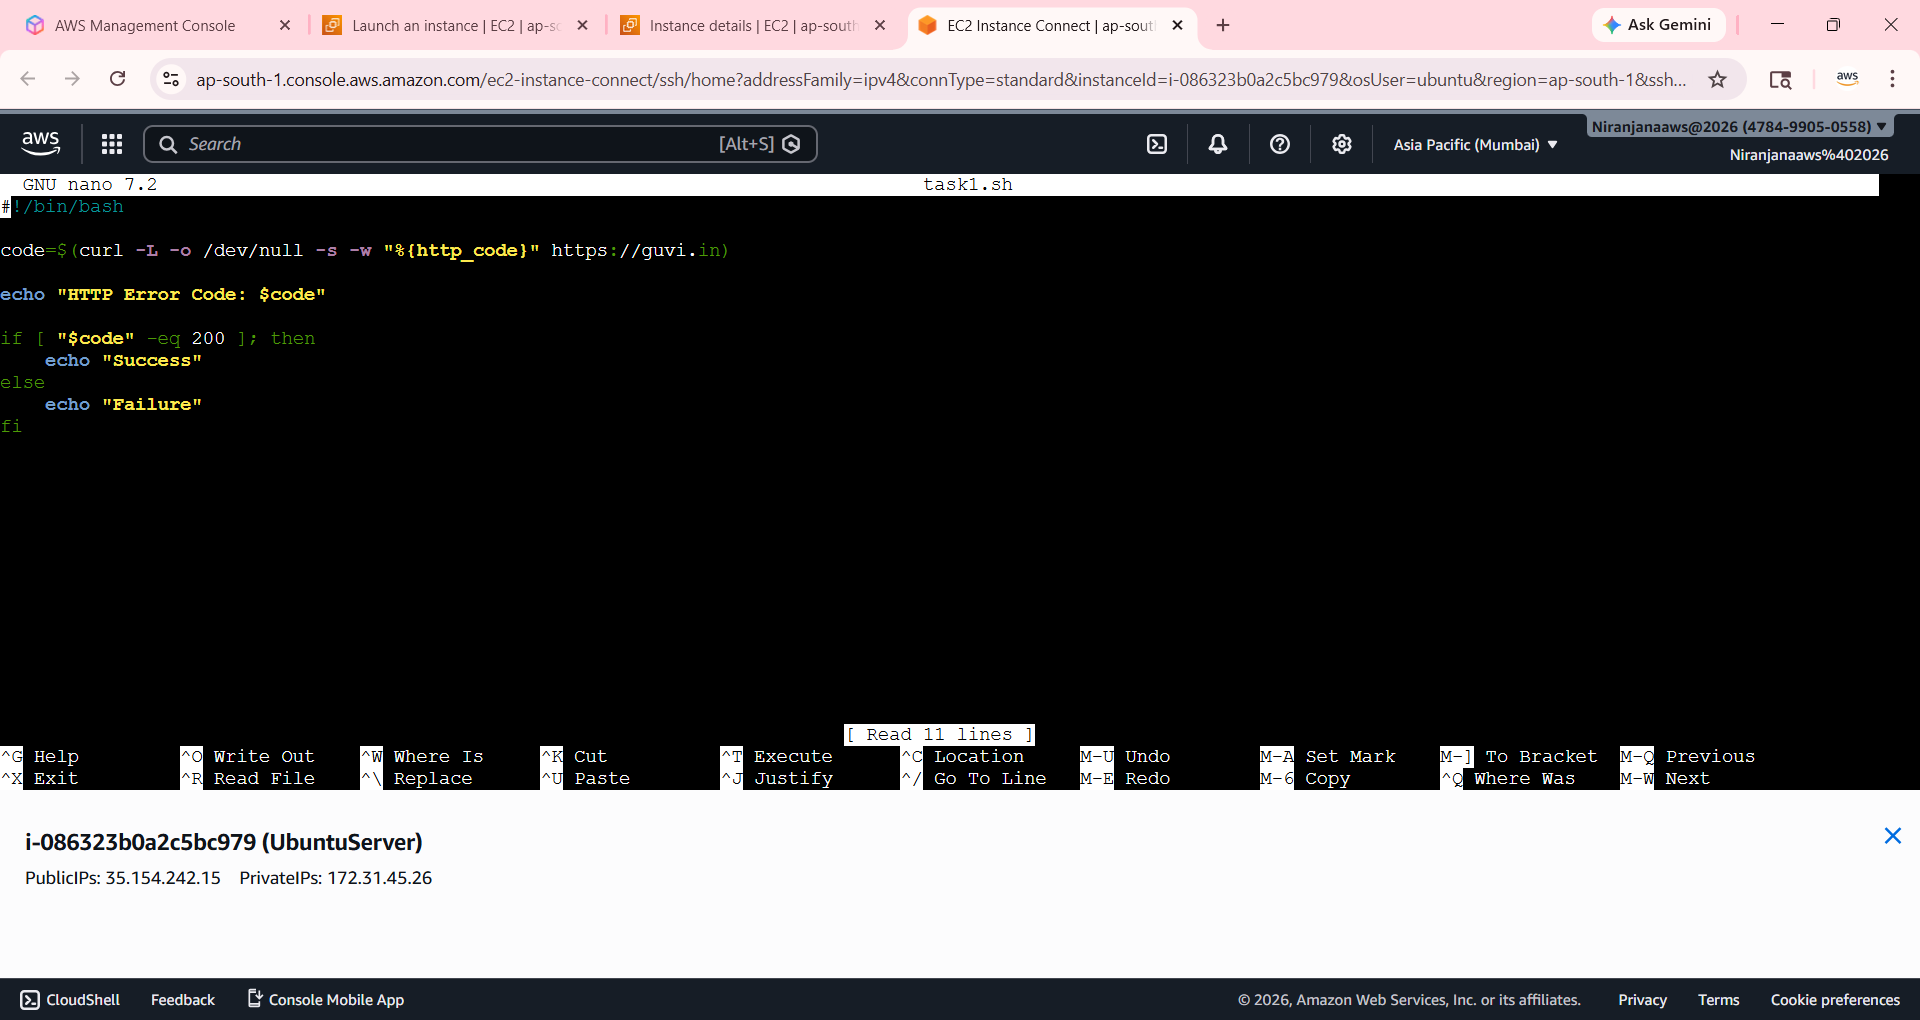 AWS Management Console
Launch an instance | EC2 | ap-so
Instance details | EC2 | ap-south
EC2 Instance Connect | ap-sout
Ask Gemini
ap-south-1.console.aws.amazon.com/ec2-instance-connect/ssh/home?addressFamily=ipv4&connType=standard&instanceId=i-086323b0a2c5bc979&osUser=ubuntu&region=ap-south-1&ssh...
aws
aws
Search
[Alt+S]
Asia Pacific (Mumbai)
Niranjanaaws@2026 (4784-9905-0558)
Niranjanaaws%402026
GNU nano 7.2 task1.sh
#!/bin/bash
code=$(curl -L -o /dev/null -s -w "%{http_code}" https://guvi.in)
echo "HTTP Error Code: $code"
if [ "$code" -eq 200 ]; then
echo "Success"
else
echo "Failure"
fi
[ Read 11 lines ]
^G Help ^O Write Out ^W Where Is ^K Cut ^T Execute ^C Location M-U Undo M-A Set Mark M-] To Bracket M-Q Previous
^X Exit ^R Read File ^\ Replace ^U Paste ^J Justify ^/ Go To Line M-E Redo M-6 Copy ^Q Where Was M-W Next
i-086323b0a2c5bc979 (UbuntuServer)
PublicIPs: 35.154.242.15 PrivateIPs: 172.31.45.26
CloudShell Feedback Console Mobile App © 2026, Amazon Web Services, Inc. or its affiliates. Privacy Terms Cookie preferences